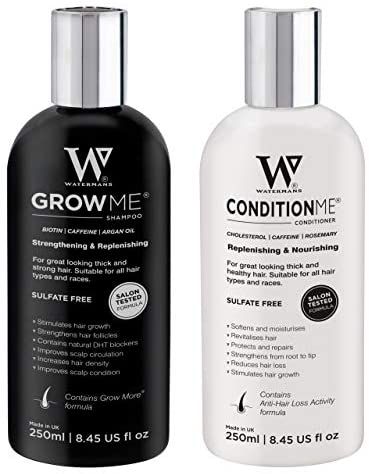 W
WATERMANS
GROWME®
SHAMPOO
BIOTIN | CAFFEINE | ARGAN OIL
Strengthening & Replenishing
For great looking thick and
strong hair. Suitable for all hair
types and races.
SULFATE FREE
SALON
TESTED
FORMULA
• Stimulates hair growth
• Strengthens hair follicles
• Contains natural DHT blockers
• Improves scalp circulation
• Increases hair density
• Improves scalp condition
Contains Grow More®
formula
Made in UK
250ml | 8.45 US fl oz
W
WATERMANS
CONDITIONME®
CONDITIONER
CHOLESTEROL | CAFFEINE | ROSEMARY
Replenishing & Nourishing
For great looking thick and
healthy hair. Suitable for all
hair types and races.
SULFATE FREE
SALON
TESTED
FORMULA
• Softens and moisturises
• Revitalises hair
• Protects and repairs
• Strengthens from root to tip
• Reduces hair loss
• Stimulates hair growth
Contains
Anti-Hair Loss Activity
formula
Made in UK
250ml | 8.45 US fl oz